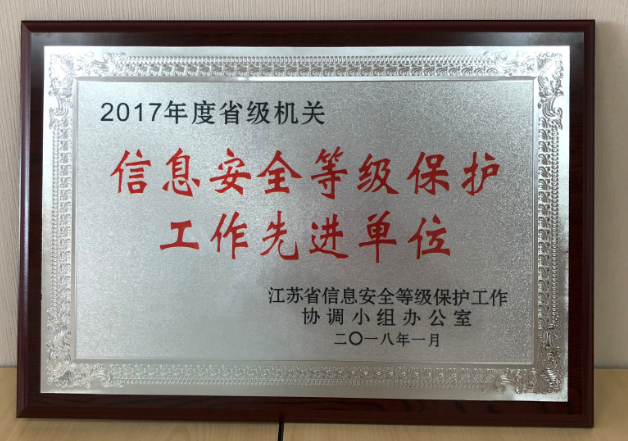 2017年度省级机关
信息安全等级保护
工作先进单位
江苏省信息安全等级保护工作
协调小组办公室
二〇一八年一月